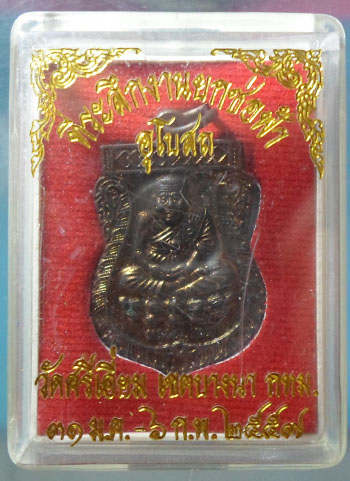 ที่ระลึกงานยกช่อฟ้า
อุโบสถ
วัดศรีเอี่ยม เขตบางนา กทม.
๓๑ ม.ค. - ๖ ก.พ. ๒๕๕๗